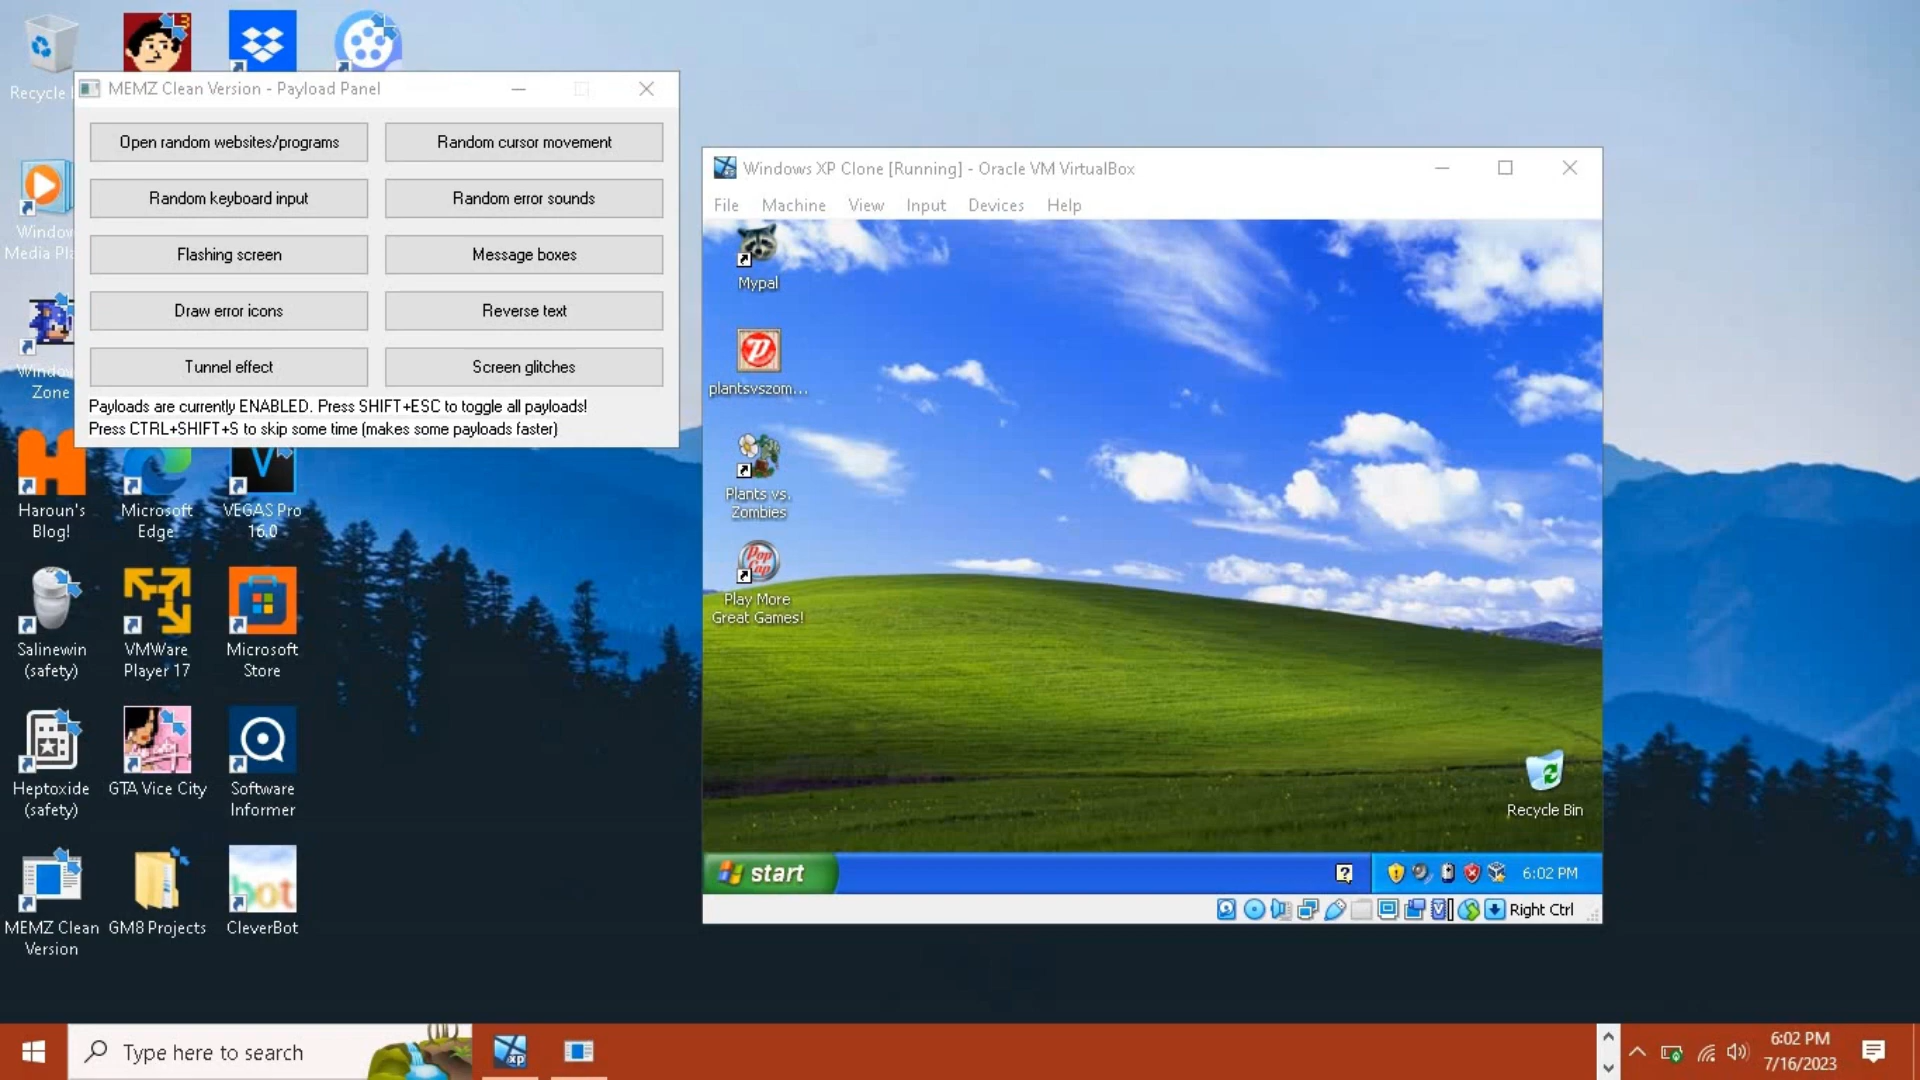 Recycle
MEMZ Clean Version - Payload Panel
Open random websites/programs
Random cursor movement
Random keyboard input
Random error sounds
Flashing screen
Message boxes
Draw error icons
Reverse text
Tunnel effect
Screen glitches
Payloads are currently ENABLED. Press SHIFT+ESC to toggle all payloads!
Press CTRL+SHIFT+S to skip some time (makes some payloads faster)
Window
Media Pl
Window
Zone
Haroun's
Blog!
Microsoft
Edge
VEGAS Pro
16.0
Salinewin
(safety)
VMWare
Player 17
Microsoft
Store
Heptoxide
(safety)
GTA Vice City
Software
Informer
MEMZ Clean
Version
GM8 Projects
bot
CleverBot
Windows XP Clone [Running] - Oracle VM VirtualBox
File Machine View Input Devices Help
Mypal
plantsvszom...
Plants vs.
Zombies
Pop
Cap
Play More
Great Games!
Recycle Bin
start
6:02 PM
Right Ctrl
Type here to search
xp
6:02 PM
7/16/2023